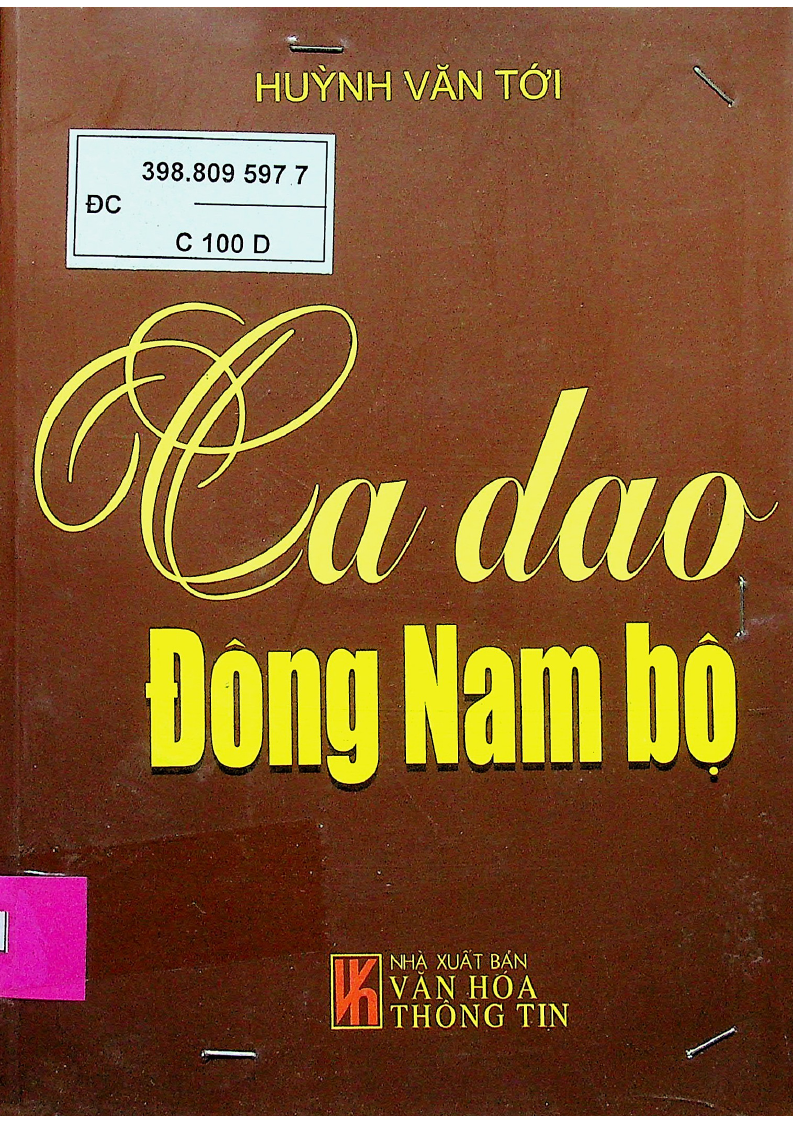 HUỲNH VĂN TỚI
398.809 597 7
ĐC
C 100 D
Ca dao
Đông Nam bộ
NHÀ XUẤT BẢN
VĂN HÓA
THÔNG TIN